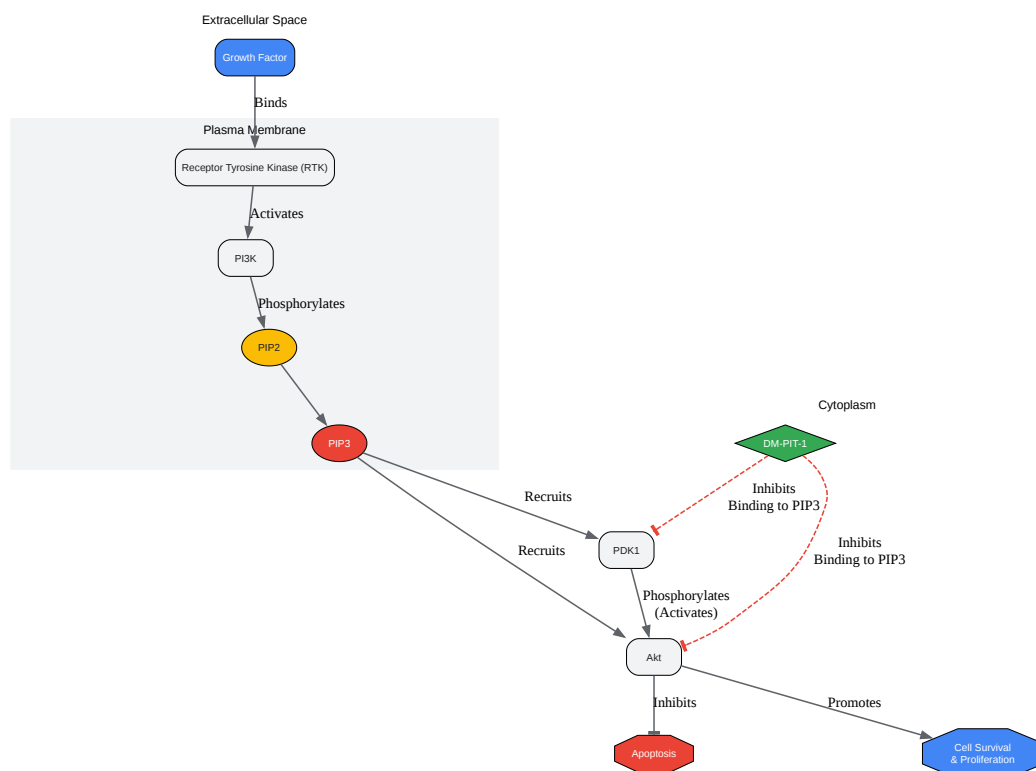 Extracellular Space
Growth Factor
Binds
Plasma Membrane
Receptor Tyrosine Kinase (RTK)
Activates
PI3K
Phosphorylates
PIP2
Cytoplasm
PIP3
DM-PIT-1
Recruits
Inhibits
Binding to PIP3
Recruits
PDK1
Inhibits
Binding to PIP3
Phosphorylates
(Activates)
Akt
Inhibits
Promotes
Apoptosis
Cell Survival
& Proliferation